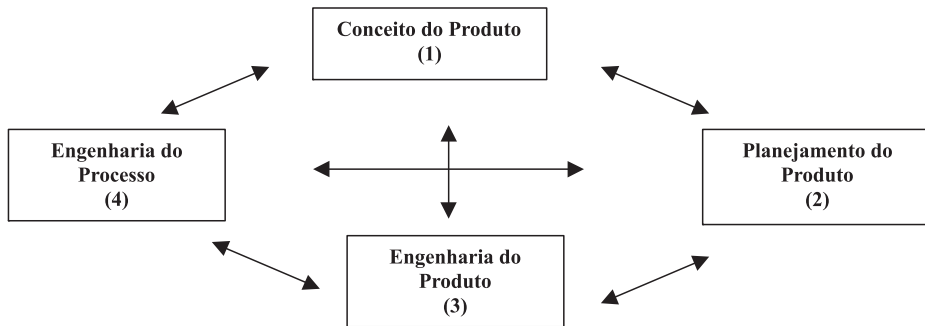 Conceito do Produto
(1)
Engenharia do
Processo
(4)
Planejamento do
Produto
(2)
Engenharia do
Produto
(3)